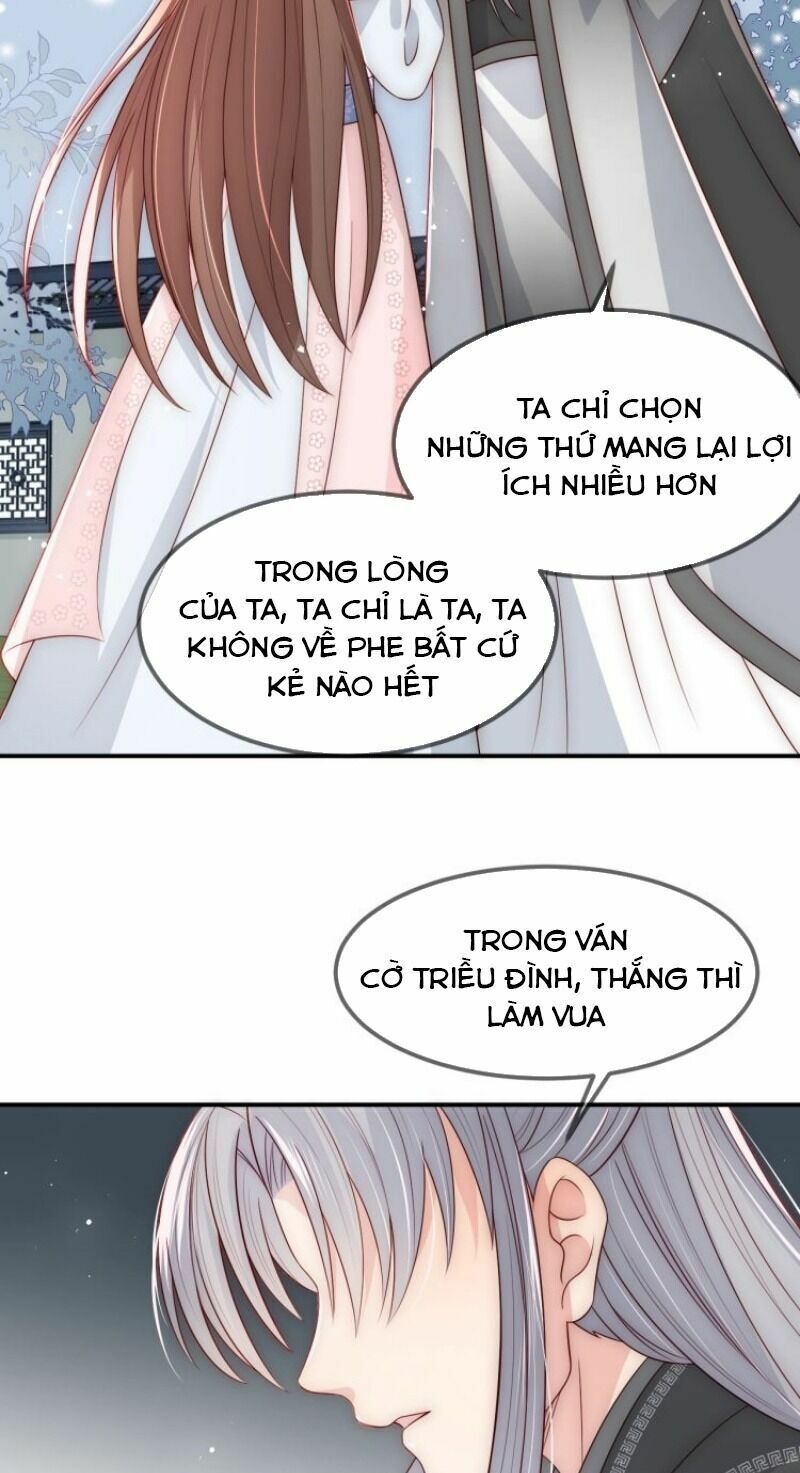 TA CHỈ CHỌN
NHỮNG THỨ MANG LẠI LỢI
ÍCH NHIỀU HƠN
TRONG LÒNG
CỦA TA, TA CHỈ LÀ TA, TA
KHÔNG VỀ PHE BẤT CỨ
KẺ NÀO HẾT
TRONG VÁN
CỜ TRIỀU ĐÌNH, THẮNG THÌ
LÀM VUA